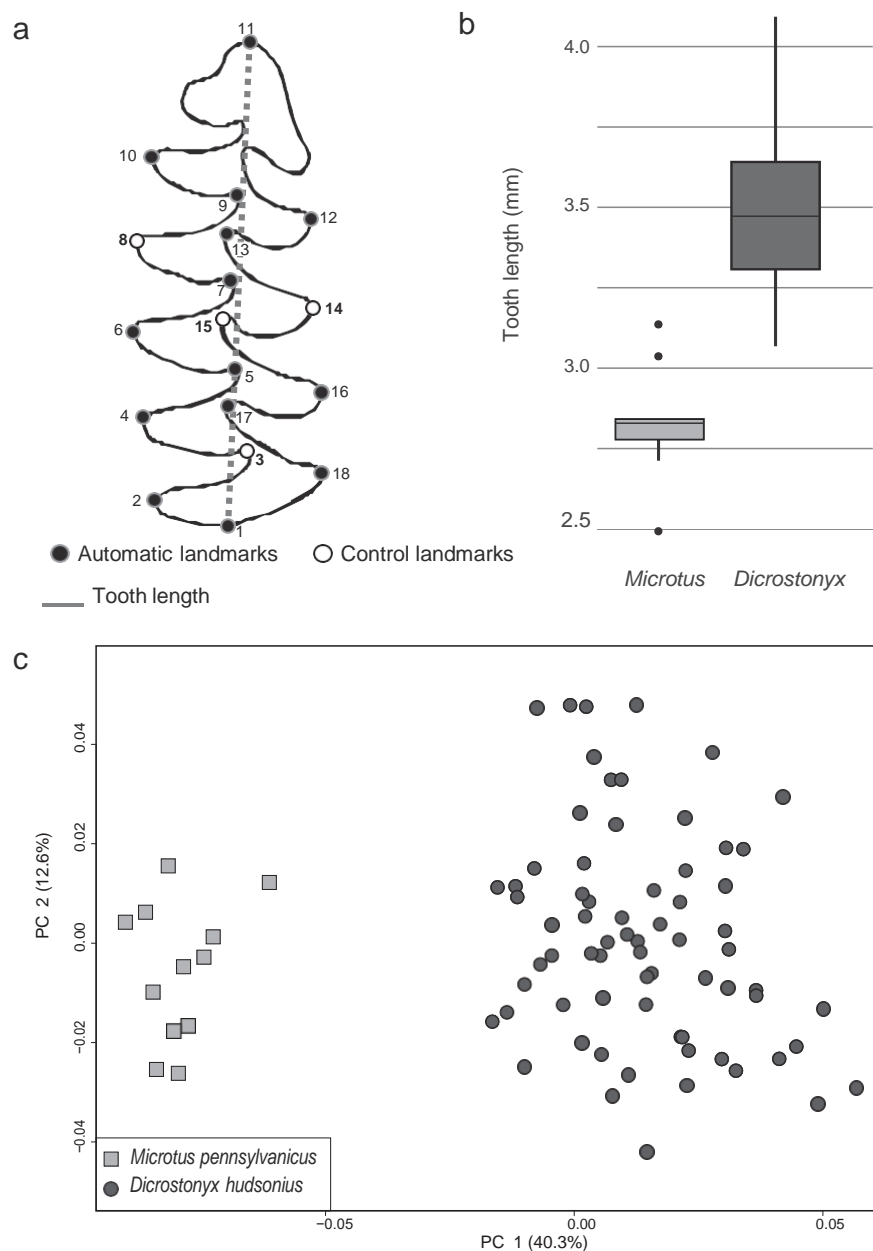 a
11
10
9
12
8
13
7
14
15
6
5
16
4
17
3
18
2
1
Automatic landmarks
Control landmarks
Tooth length
b
4.0
3.5
3.0
2.5
Tooth length (mm)
Microtus
Dicrostonyx
c
0.04
0.02
0.00
−0.02
−0.04
PC 2 (12.6%)
Microtus pennsylvanicus
Dicrostonyx hudsonius
−0.05
0.00
0.05
PC 1 (40.3%)